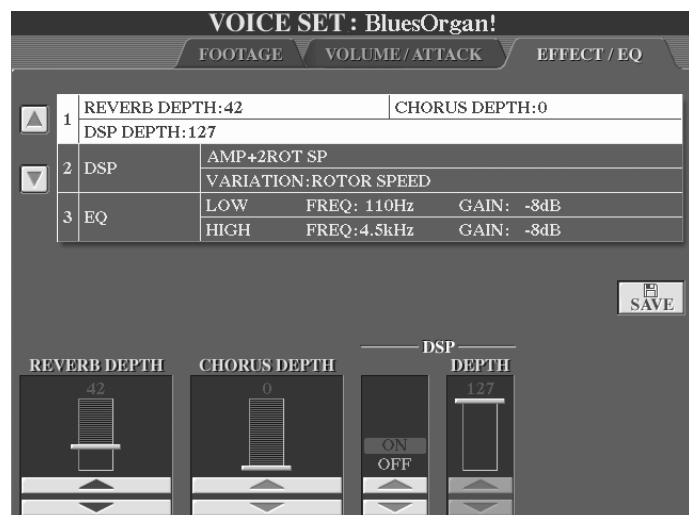 VOICE SET : BluesOrgan!
FOOTAGE VOLUME / ATTACK EFFECT / EQ
1 REVERB DEPTH:42 CHORUS DEPTH:0
DSP DEPTH:127
2 DSP AMP+2ROT SP
VARIATION:ROTOR SPEED
3 EQ LOW FREQ: 110Hz GAIN: -8dB
HIGH FREQ:4.5kHz GAIN: -8dB
SAVE
DSP
REVERB DEPTH CHORUS DEPTH DEPTH
42 0 127
ON
OFF